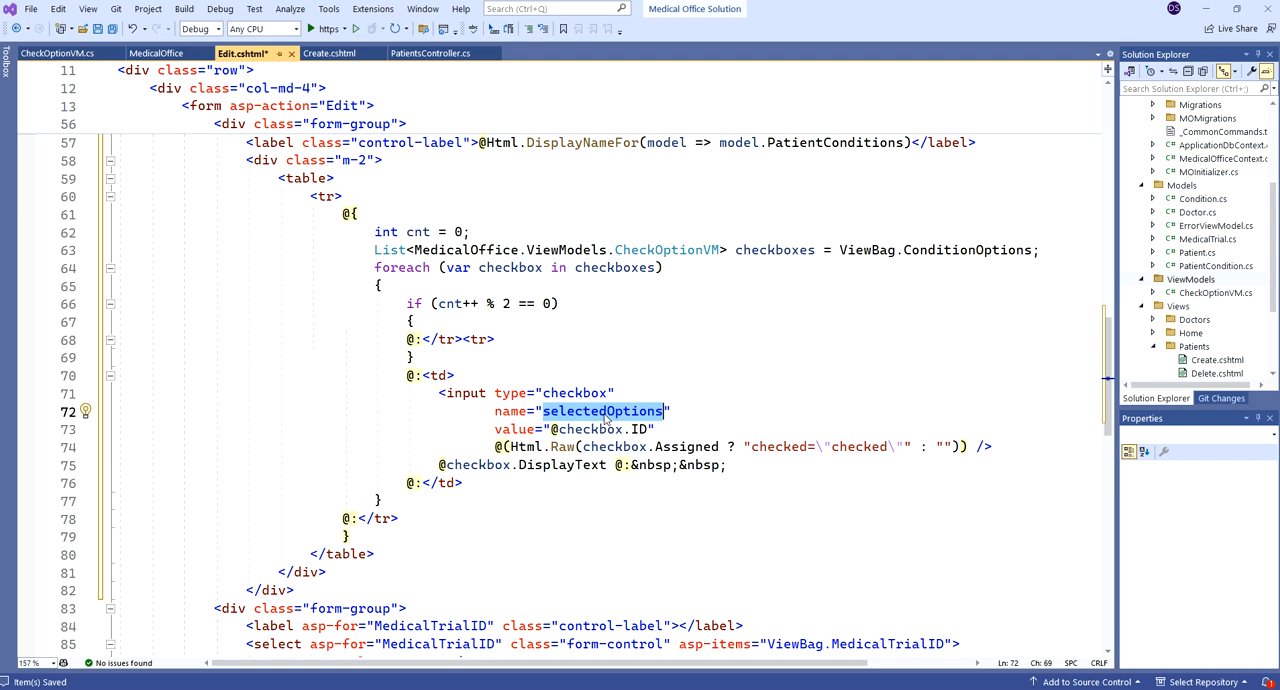 File Edit View Git Project Build Debug Test Analyze Tools Extensions Window Help Search (Ctrl+Q) Medical Office Solution DS
Debug Any CPU https Live Share
Toolbox
CheckOptionVM.cs MedicalOffice Edit.cshtml* Create.cshtml PatientsController.cs
11 <div class="row">
12 <div class="col-md-4">
13 <form asp-action="Edit">
56 <div class="form-group">
57 <label class="control-label">@Html.DisplayNameFor(model => model.PatientConditions)</label>
58 <div class="m-2">
59 <table>
60 <tr>
61 @{
62 int cnt = 0;
63 List<MedicalOffice.ViewModels.CheckOptionVM> checkboxes = ViewBag.ConditionOptions;
64 foreach (var checkbox in checkboxes)
65 {
66 if (cnt++ % 2 == 0)
67 {
68 @:</tr><tr>
69 }
70 @:<td>
71 <input type="checkbox"
72 name="selectedOptions"
73 value="@checkbox.ID"
74 @(Html.Raw(checkbox.Assigned ? "checked=\"checked\"" : "")) />
75 @checkbox.DisplayText @:&nbsp;&nbsp;
76 @:</td>
77 }
78 @:</tr>
79 }
80 </table>
81 </div>
82 </div>
83 <div class="form-group">
84 <label asp-for="MedicalTrialID" class="control-label"></label>
85 <select asp-for="MedicalTrialID" class="form-control" asp-items="ViewBag.MedicalTrialID">
157 % No issues found Ln: 72 Ch: 69 SPC CRLF
Solution Explorer
Search Solution Explorer (Ctrl+;)
Migrations
MOMigrations
_CommonCommands.t
ApplicationDbContext.
MedicalOfficeContext.c
MOInitializer.cs
Models
Condition.cs
Doctor.cs
ErrorViewModel.cs
MedicalTrial.cs
Patient.cs
PatientCondition.cs
ViewModels
CheckOptionVM.cs
Views
Doctors
Home
Patients
Create.cshtml
Delete.cshtml
Solution Explorer Git Changes
Properties
Item(s) Saved Add to Source Control Select Repository 1